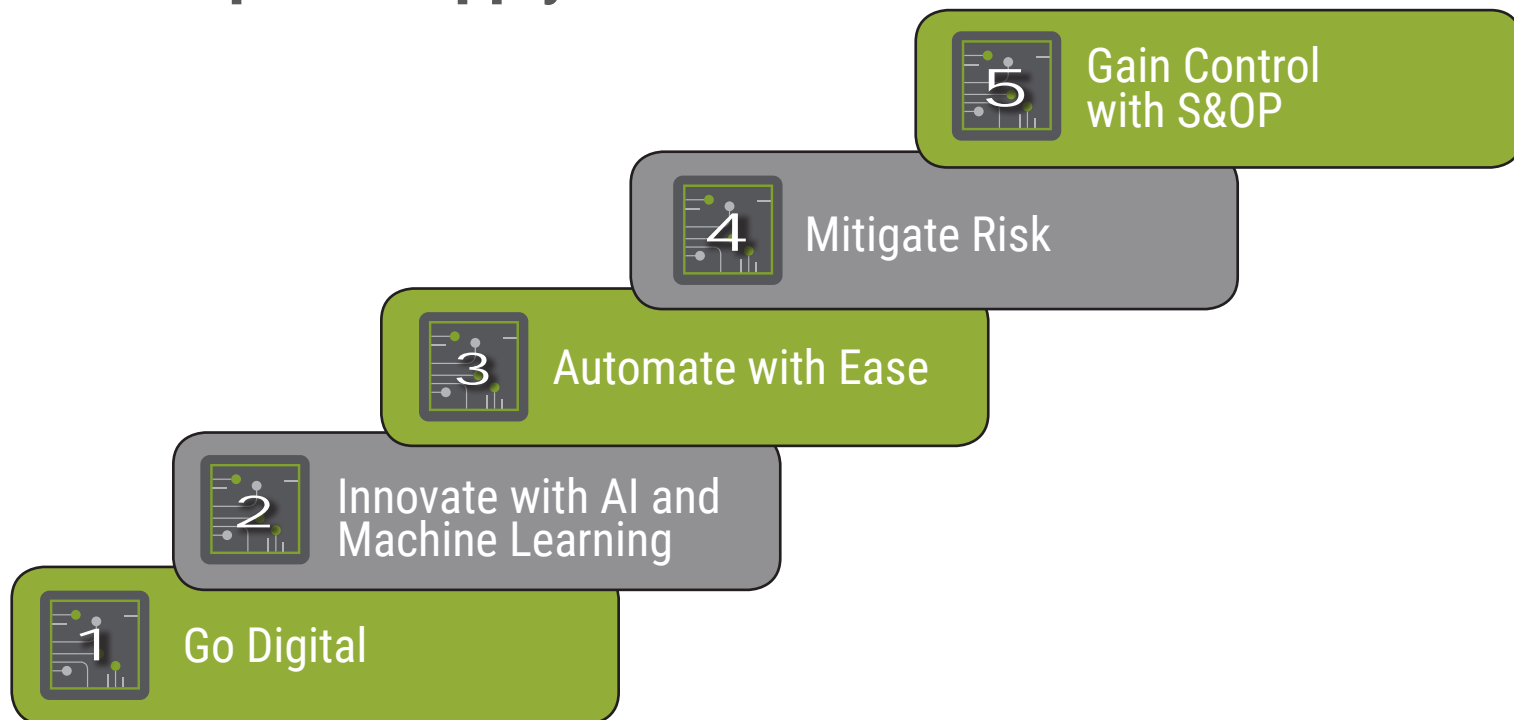 5
Gain Control
with S&OP
4
Mitigate Risk
3
Automate with Ease
2
Innovate with AI and
Machine Learning
1
Go Digital